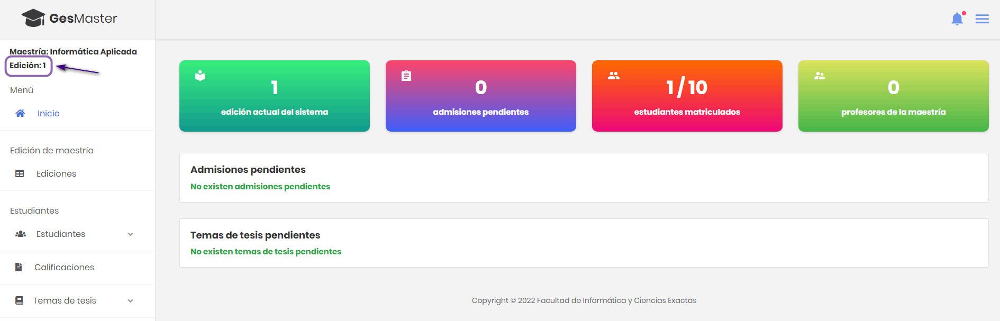 GesMaster
Maestría: Informática Aplicada
Edición: 1
Menú
Inicio
Edición de maestría
Ediciones
Estudiantes
Estudiantes
Calificaciones
Temas de tesis
1
edición actual del sistema
0
admisiones pendientes
1 / 10
estudiantes matriculados
0
profesores de la maestría
Admisiones pendientes
No existen admisiones pendientes
Temas de tesis pendientes
No existen temas de tesis pendientes
Copyright © 2022 Facultad de Informática y Ciencias Exactas